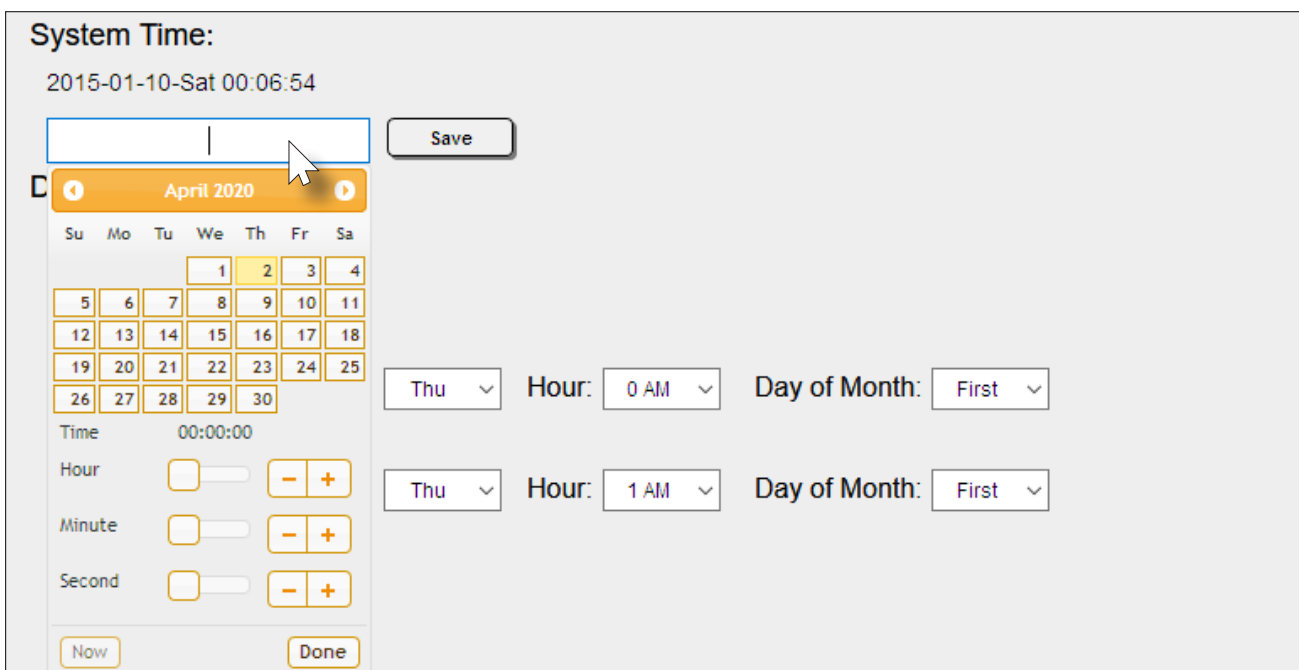 System Time:
2015-01-10-Sat 00:06:54
Save
D
April 2020
Su Mo Tu We Th Fr Sa
1 2 3 4
5 6 7 8 9 10 11
12 13 14 15 16 17 18
19 20 21 22 23 24 25
26 27 28 29 30
Thu Hour: 0 AM Day of Month: First
Time 00:00:00
Hour - +
Thu Hour: 1 AM Day of Month: First
Minute - +
Second - +
Now Done